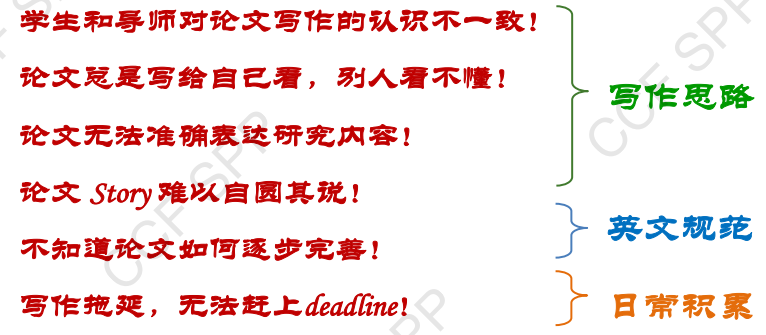 学生和导师对论文写作的认识不一致！
论文总是写给自己看，别人看不懂！
论文无法准确表达研究内容！
论文 Story 难以自圆其说！
不知道论文如何逐步完善！
写作拖延，无法赶上deadline！
写作思路
英文规范
日常积累
CCF SPP
CCF SPP
CCF SPP